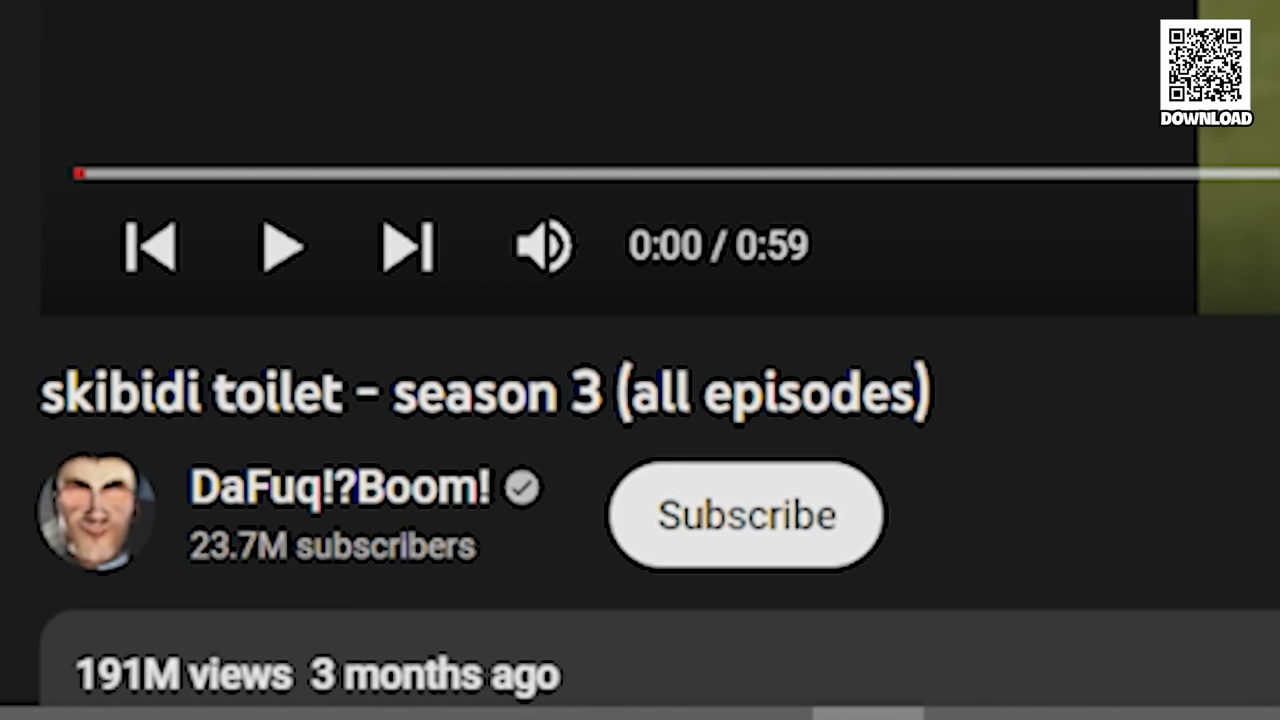 DOWNLOAD
0:00 / 0:59
skibidi toilet - season 3 (all episodes)
DaFuq!?Boom!
23.7M subscribers
Subscribe
191M views 3 months ago